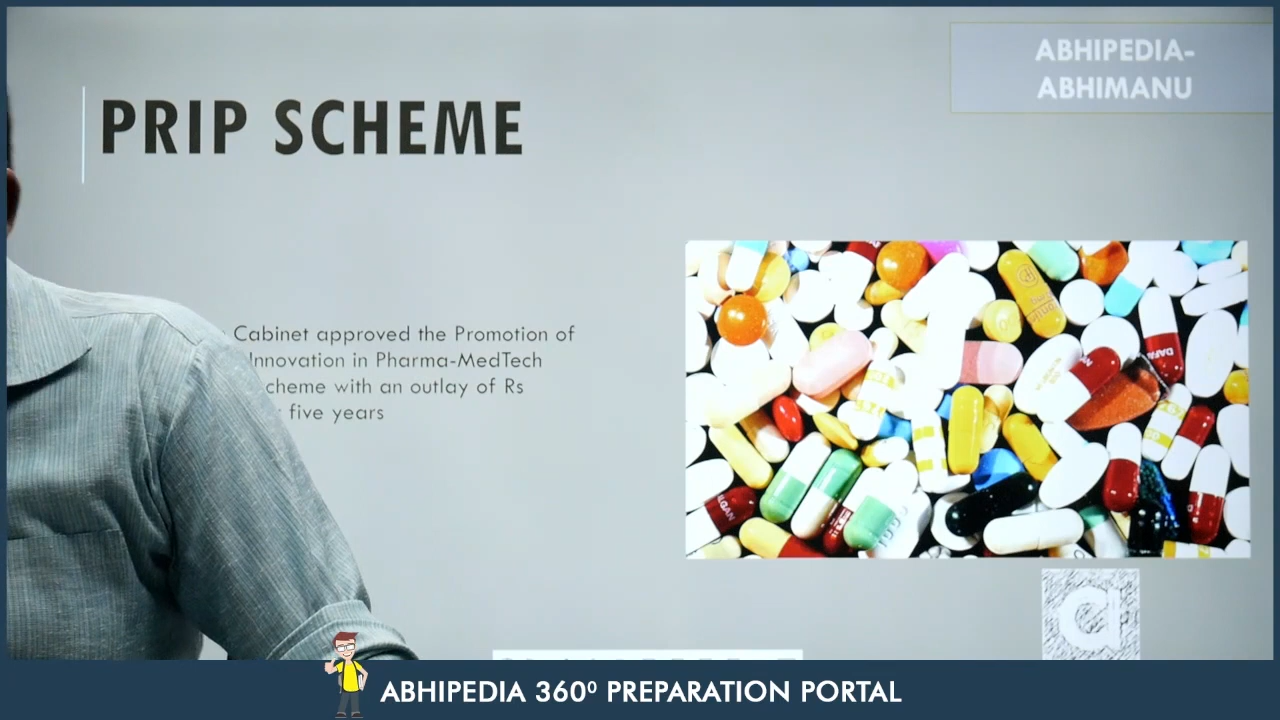 ABHIPEDIA-
ABHIMANU
PRIP SCHEME
Cabinet approved the Promotion of
Innovation in Pharma-MedTech
cheme with an outlay of Rs
five years
ABHIPEDIA 360⁰ PREPARATION PORTAL